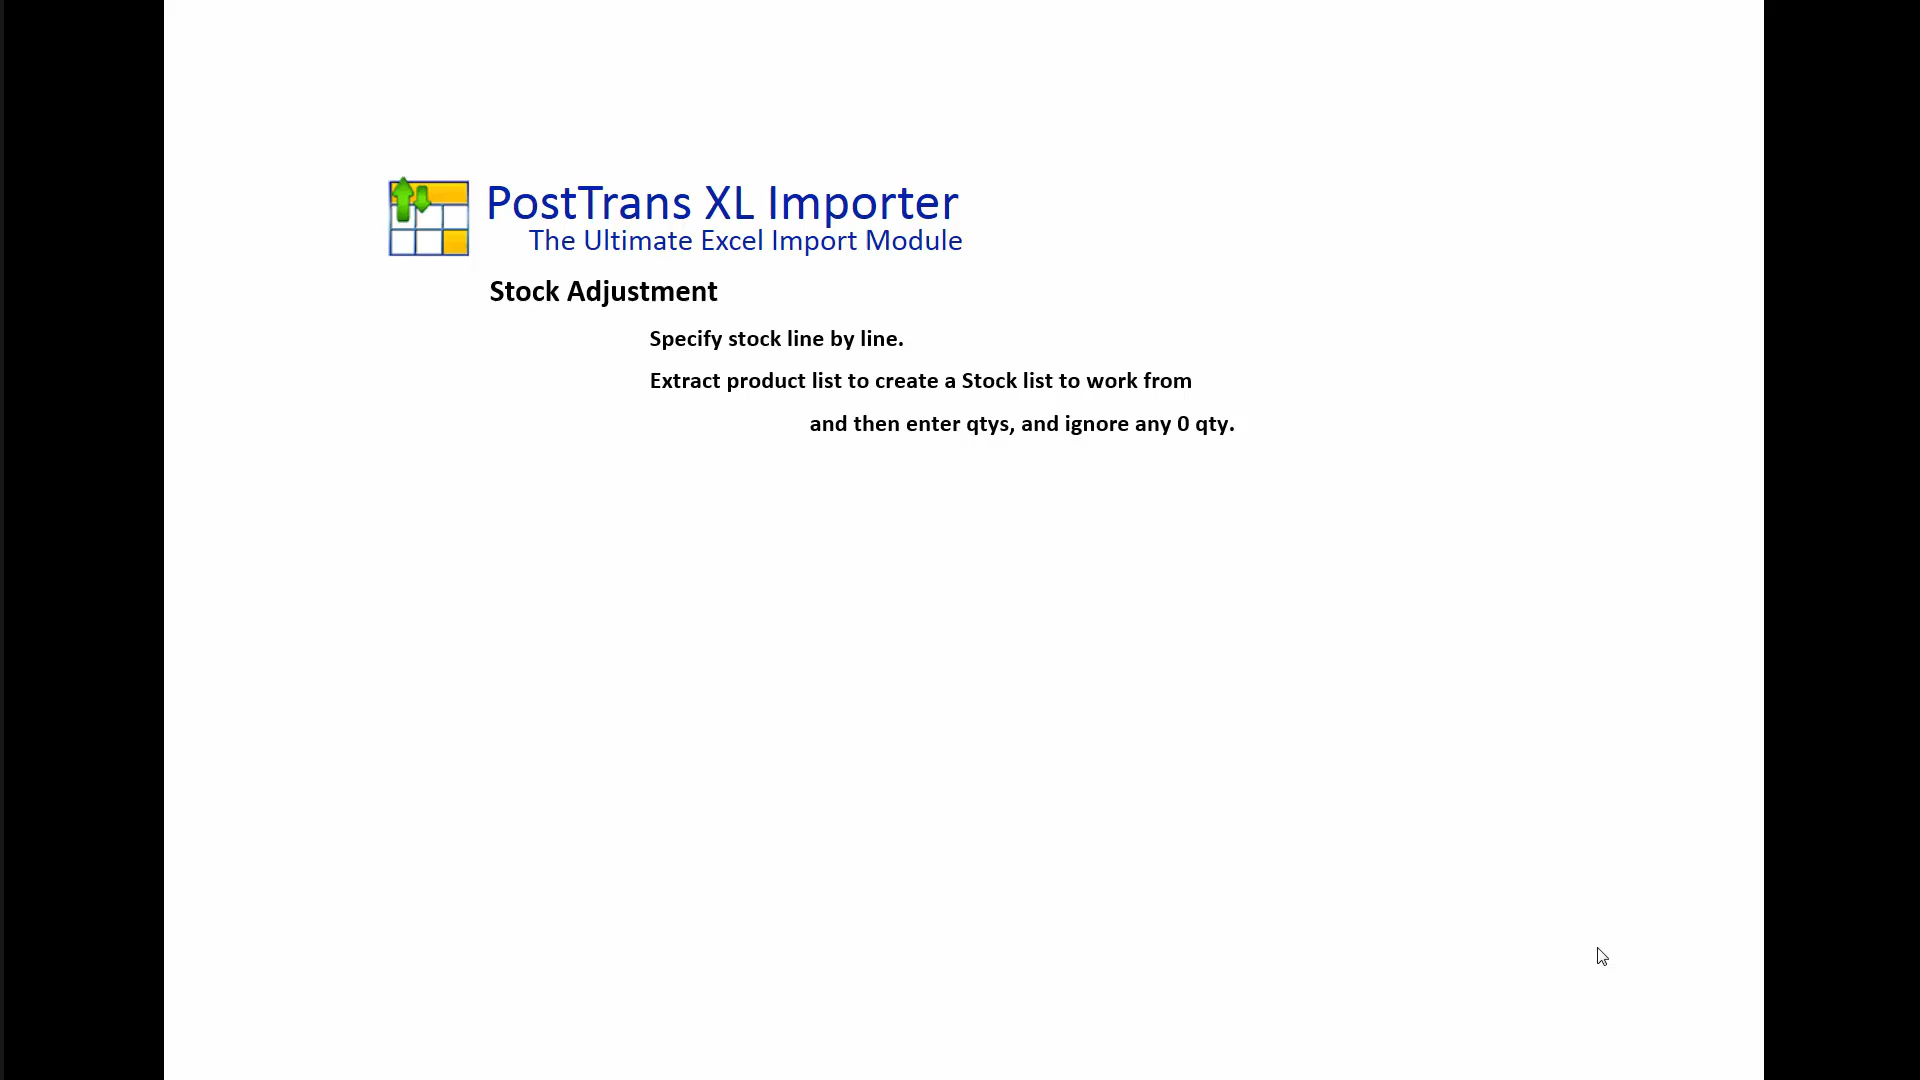 PostTrans XL Importer
The Ultimate Excel Import Module
Stock Adjustment
Specify stock line by line.
Extract product list to create a Stock list to work from
and then enter qtys, and ignore any 0 qty.